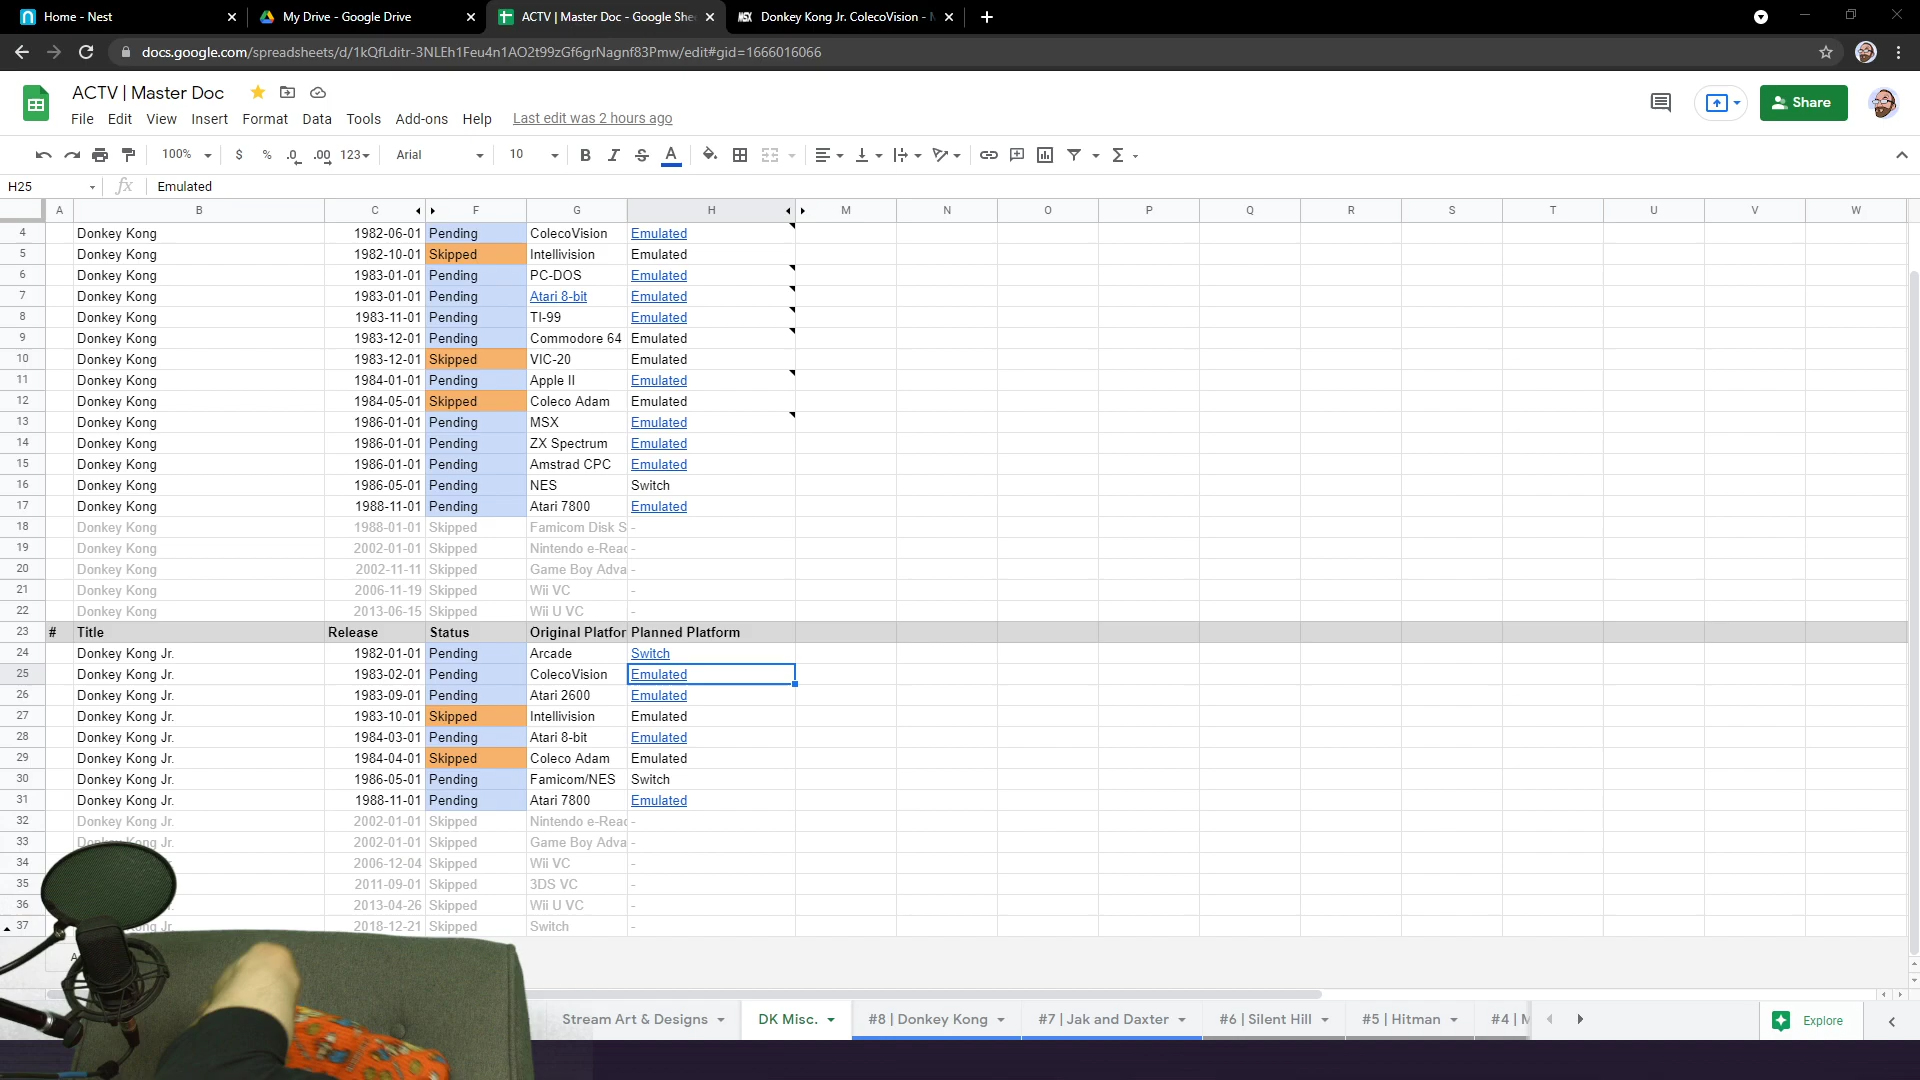 Home - Nest
My Drive - Google Drive
ACTV | Master Doc - Google She
MSX Donkey Kong Jr. ColecoVision -
docs.google.com/spreadsheets/d/1kQfLditr-3NLEh1Feu4n1AO2t99zGf6grNagnf83Pmw/edit#gid=1666016066
ACTV | Master Doc
File Edit View Insert Format Data Tools Add-ons Help Last edit was 2 hours ago
Share
100% $ % .0 .00 123 Arial 10 B I S A
H25 fx Emulated
A B C F G H M N O P Q R S T U V W
4 Donkey Kong 1982-06-01 Pending ColecoVision Emulated
5 Donkey Kong 1982-10-01 Skipped Intellivision Emulated
6 Donkey Kong 1983-01-01 Pending PC-DOS Emulated
7 Donkey Kong 1983-01-01 Pending Atari 8-bit Emulated
8 Donkey Kong 1983-11-01 Pending TI-99 Emulated
9 Donkey Kong 1983-12-01 Pending Commodore 64 Emulated
10 Donkey Kong 1983-12-01 Skipped VIC-20 Emulated
11 Donkey Kong 1984-01-01 Pending Apple II Emulated
12 Donkey Kong 1984-05-01 Skipped Coleco Adam Emulated
13 Donkey Kong 1986-01-01 Pending MSX Emulated
14 Donkey Kong 1986-01-01 Pending ZX Spectrum Emulated
15 Donkey Kong 1986-01-01 Pending Amstrad CPC Emulated
16 Donkey Kong 1986-05-01 Pending NES Switch
17 Donkey Kong 1988-11-01 Pending Atari 7800 Emulated
18 Donkey Kong 1988-01-01 Skipped Famicom Disk S -
19 Donkey Kong 2002-01-01 Skipped Nintendo e-Read -
20 Donkey Kong 2002-11-11 Skipped Game Boy Adva -
21 Donkey Kong 2006-11-19 Skipped Wii VC -
22 Donkey Kong 2013-06-15 Skipped Wii U VC -
23 # Title Release Status Original Platfor Planned Platform
24 Donkey Kong Jr. 1982-01-01 Pending Arcade Switch
25 Donkey Kong Jr. 1983-02-01 Pending ColecoVision Emulated
26 Donkey Kong Jr. 1983-09-01 Pending Atari 2600 Emulated
27 Donkey Kong Jr. 1983-10-01 Skipped Intellivision Emulated
28 Donkey Kong Jr. 1984-03-01 Pending Atari 8-bit Emulated
29 Donkey Kong Jr. 1984-04-01 Skipped Coleco Adam Emulated
30 Donkey Kong Jr. 1986-05-01 Pending Famicom/NES Switch
31 Donkey Kong Jr. 1988-11-01 Pending Atari 7800 Emulated
32 Donkey Kong Jr. 2002-01-01 Skipped Nintendo e-Read -
33 Donkey Kong Jr. 2002-01-01 Skipped Game Boy Adva -
34 2006-12-04 Skipped Wii VC -
35 2011-09-01 Skipped 3DS VC -
36 2013-04-26 Skipped Wii U VC -
37 ong Jr. 2018-12-21 Skipped Switch -
Stream Art & Designs DK Misc. #8 | Donkey Kong #7 | Jak and Daxter #6 | Silent Hill #5 | Hitman #4 | Explore